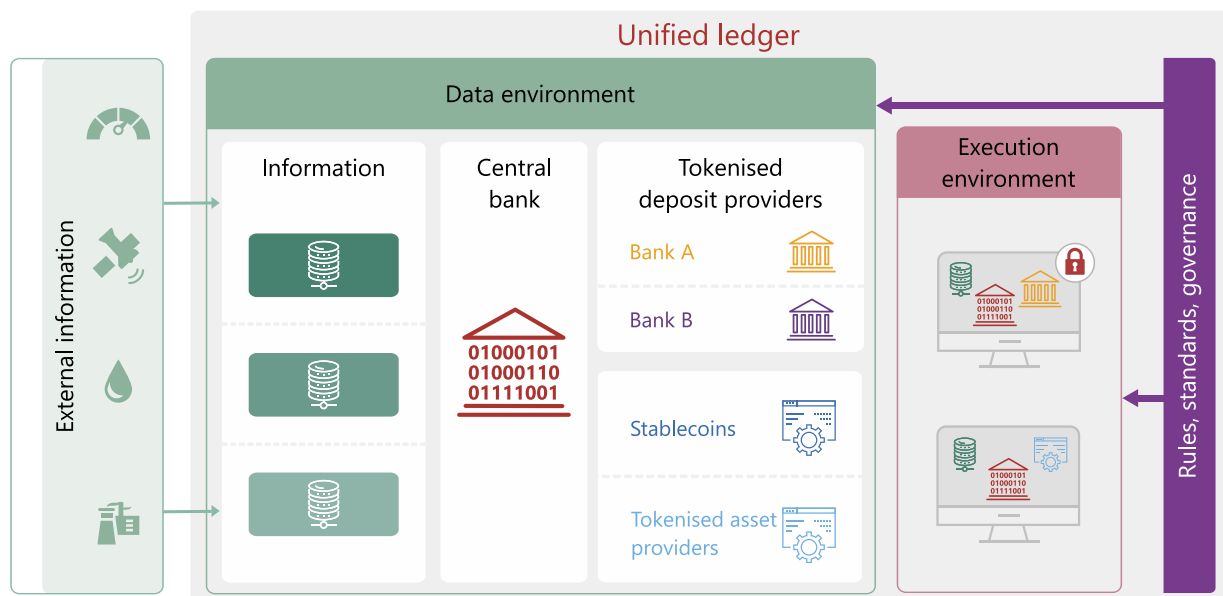 Unified ledger
External information
Data environment
Information
Central
bank
01000101
01000110
01111001
Tokenised
deposit providers
Bank A
Bank B
Stablecoins
Tokenised asset
providers
Execution
environment
01000101
01000110
01111001
01000101
01000110
01111001
Rules, standards, governance